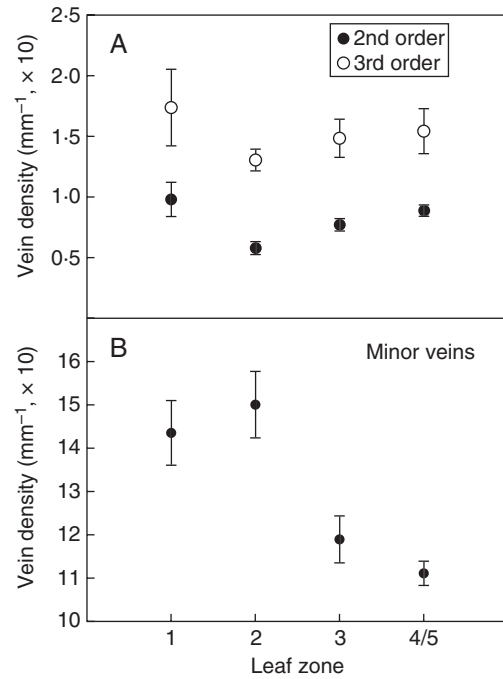 2·5
A
2nd order
3rd order
2·0
1·5
1·0
0·5
Vein density (mm⁻¹, × 10)
B
Minor veins
16
15
14
13
12
11
10
Vein density (mm⁻¹, × 10)
1
2
3
4/5
Leaf zone